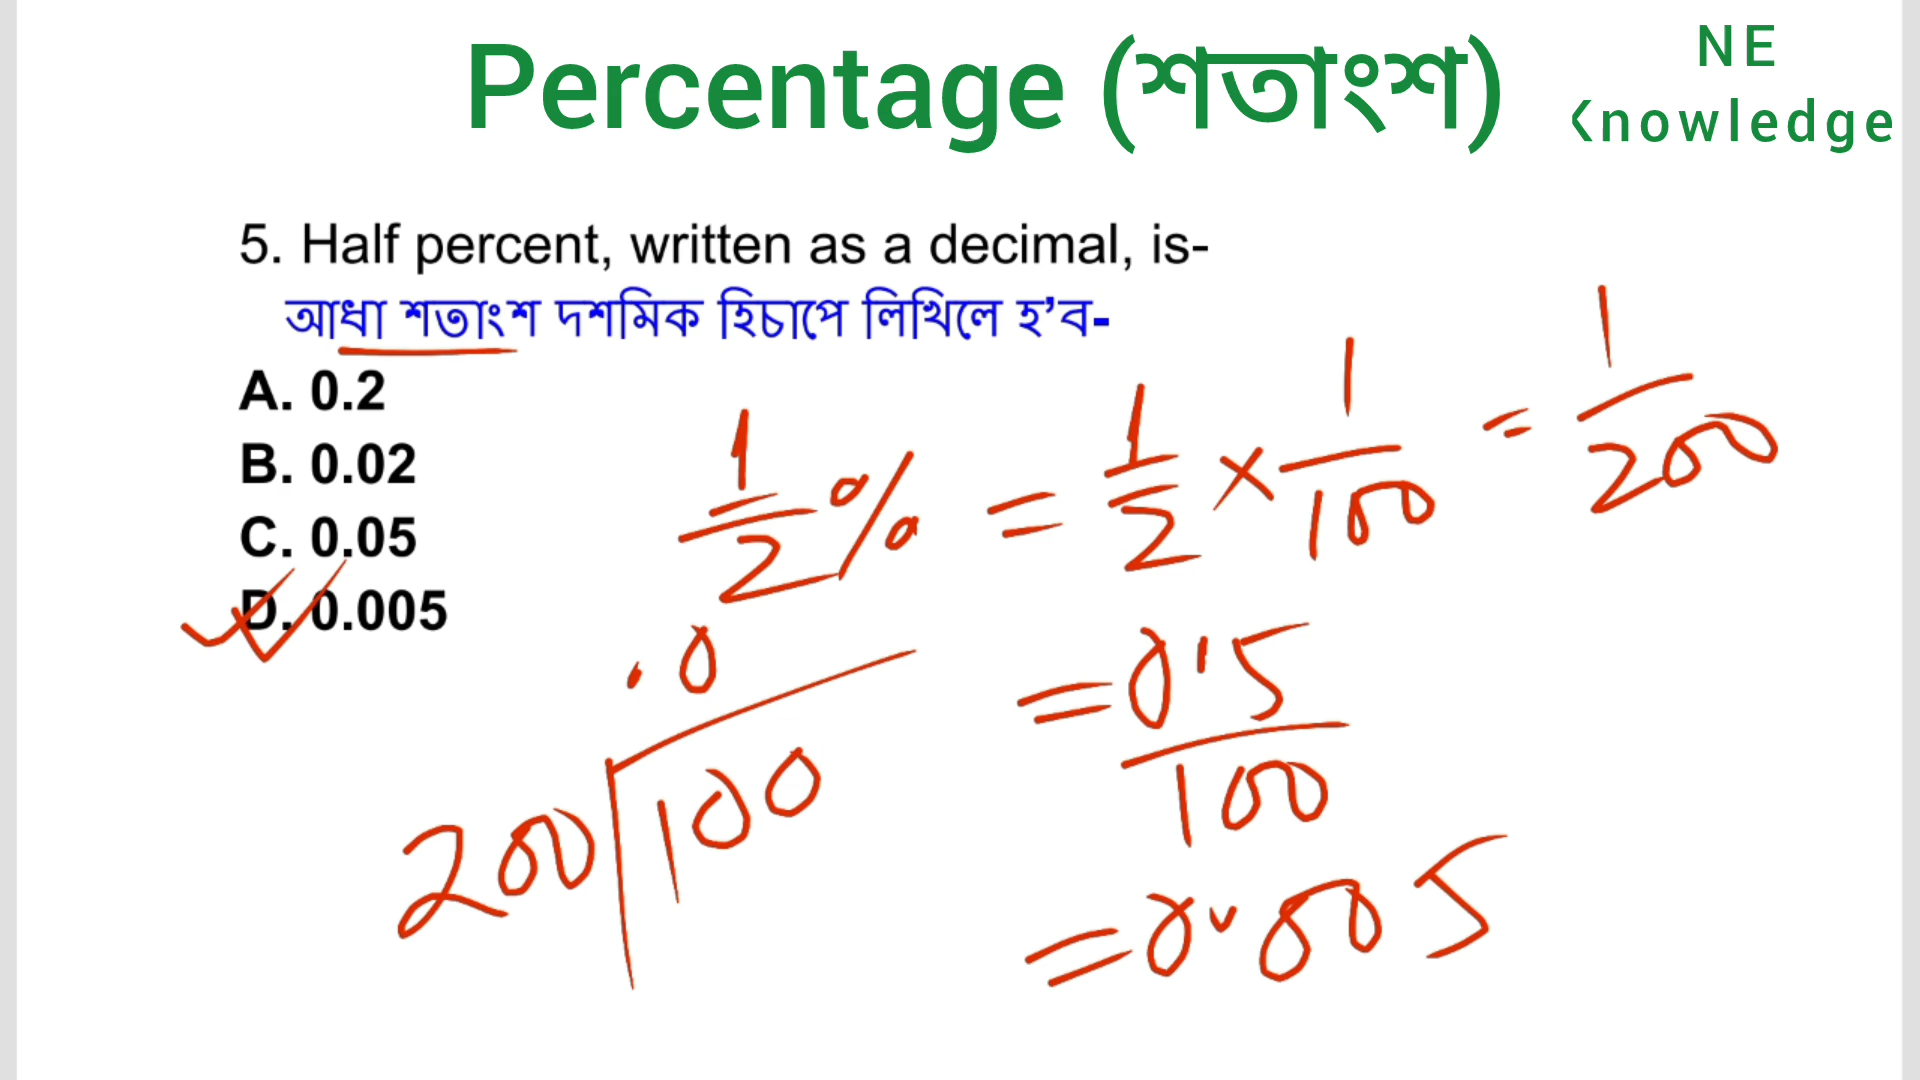 Percentage (শতাংশ)
NE
Knowledge
5. Half percent, written as a decimal, is-
আধা শতাংশ দশমিক হিচাপে লিখিলে হ’ব-
A. 0.2
B. 0.02
C. 0.05
D. 0.005
1/2 % = 1/2 × 1/100 = 1/200
= 0.5/100
= 0.005
.0
200 100